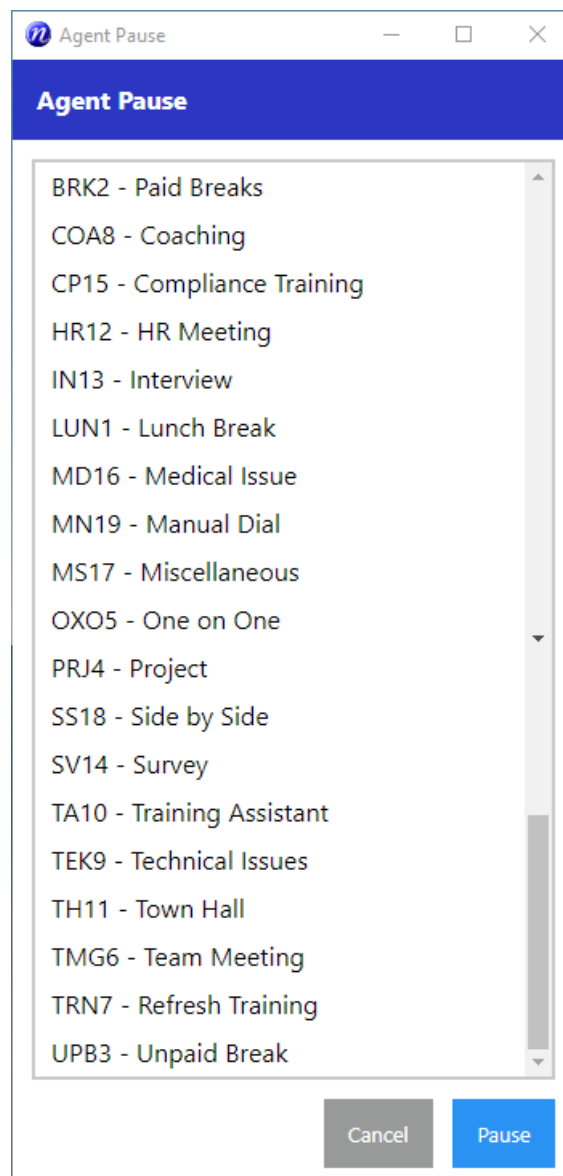 Agent Pause
Agent Pause
BRK2 - Paid Breaks
COA8 - Coaching
CP15 - Compliance Training
HR12 - HR Meeting
IN13 - Interview
LUN1 - Lunch Break
MD16 - Medical Issue
MN19 - Manual Dial
MS17 - Miscellaneous
OXO5 - One on One
PRJ4 - Project
SS18 - Side by Side
SV14 - Survey
TA10 - Training Assistant
TEK9 - Technical Issues
TH11 - Town Hall
TMG6 - Team Meeting
TRN7 - Refresh Training
UPB3 - Unpaid Break
Cancel Pause